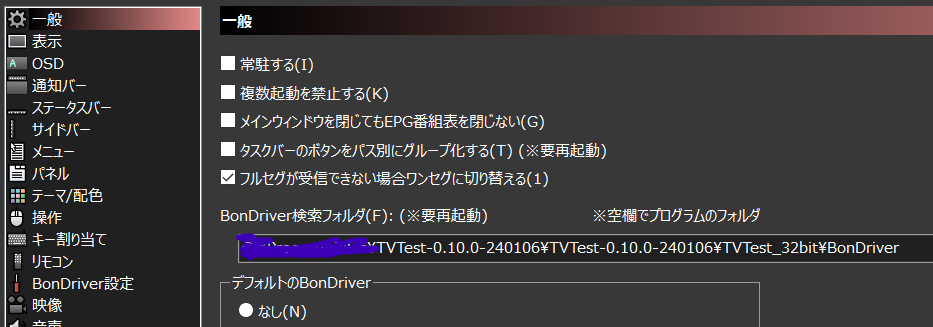 一般
表示
A OSD
通知バー
ステータスバー
サイドバー
メニュー
パネル
テーマ/配色
操作
キー割り当て
リモコン
BonDriver設定
映像
音声
一般
常駐する(I)
複数起動を禁止する(K)
メインウィンドウを閉じてもEPG番組表を閉じない(G)
タスクバーのボタンをパス別にグループ化する(T) (※要再起動)
フルセグが受信できない場合ワンセグに切り替える(1)
BonDriver検索フォルダ(F): (※要再起動) ※空欄でプログラムのフォルダ
¥TVTest-0.10.0-240106¥TVTest-0.10.0-240106¥TVTest_32bit¥BonDriver
デフォルトのBonDriver
なし(N)